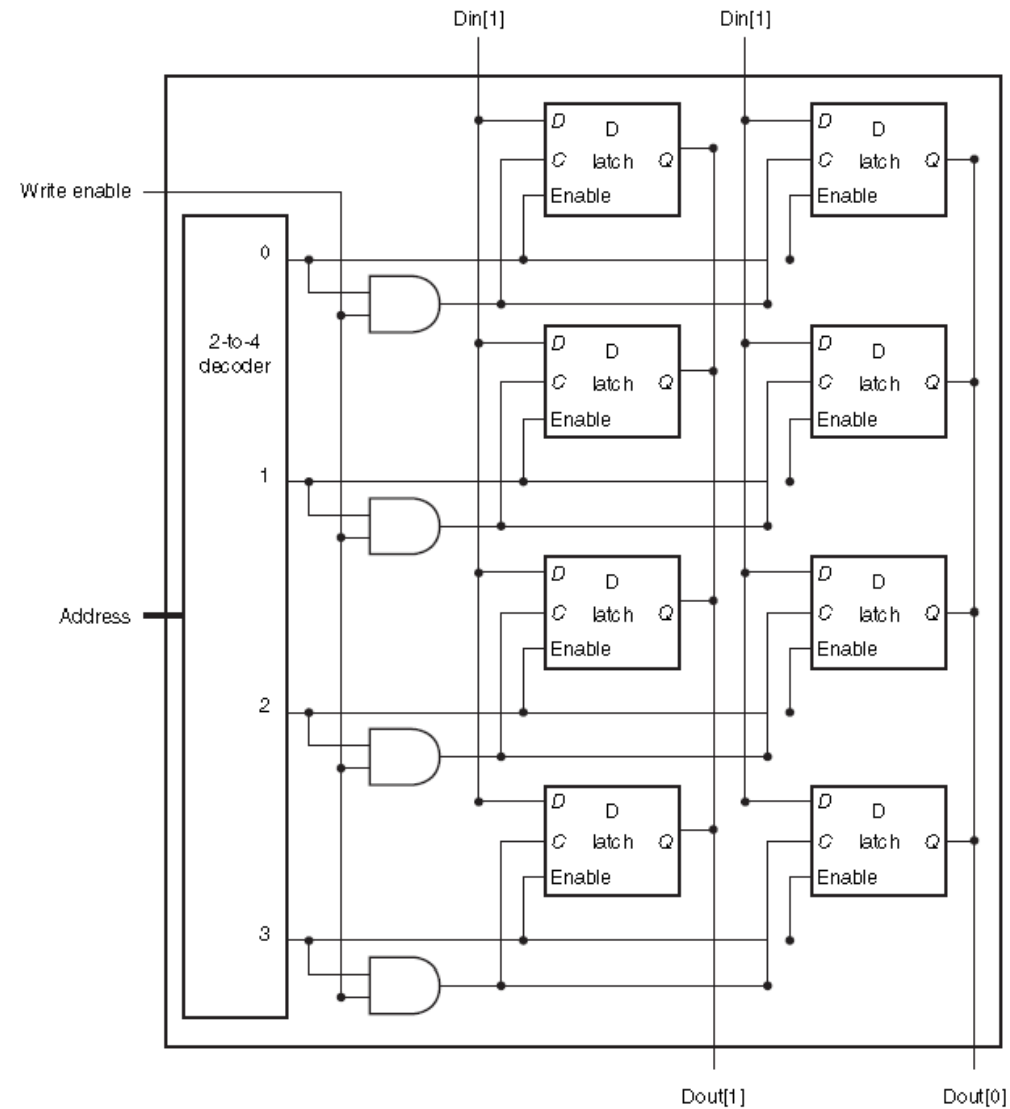 Din[1] Din[1]
D D
D latch Q
C
Enable
D D
D latch Q
C
Enable
Write enable
0
2-to-4
decoder
D D
C latch Q
Enable
D D
C latch Q
Enable
1
D D
C latch Q
Enable
D D
C latch Q
Enable
Address
2
D D
C latch Q
Enable
D D
C latch Q
Enable
3
Dout[1] Dout[0]